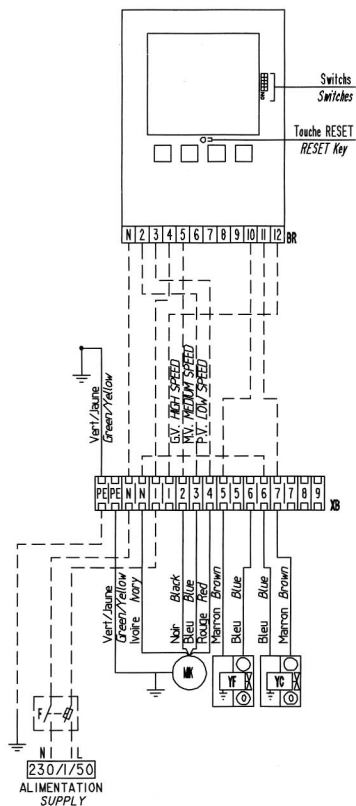 Switchs
Switches
ON
Touche RESET
RESET Key
N 2 3 4 5 6 7 8 9 10 11 12
BR
Vert/Jaune
Green/Yellow
G.V. HIGH SPEED
M.V. MEDIUM SPEED
P.V. LOW SPEED
PE PE N N 1 1 2 3 4 5 5 6 6 7 7 8 9
XB
Vert/Jaune
Green/Yellow
Ivoire Ivory
Noir Black
Bleu Blue
Rouge Red
Marron Brown
Bleu Blue
Bleu Blue
Marron Brown
YF
YC
F
N L
230/1/50
ALIMENTATION
SUPPLY